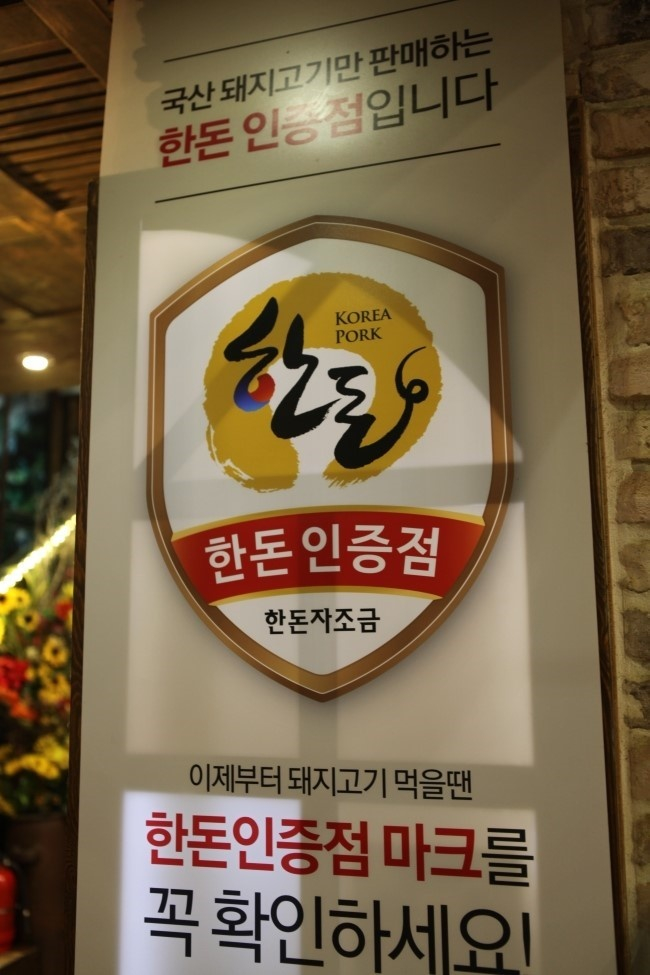 국산 돼지고기만 판매하는
한돈 인증점입니다
KOREA
PORK
한돈
한돈 인증점
한돈자조금
이제부터 돼지고기 먹을땐
한돈인증점 마크를
꼭 확인하세요!